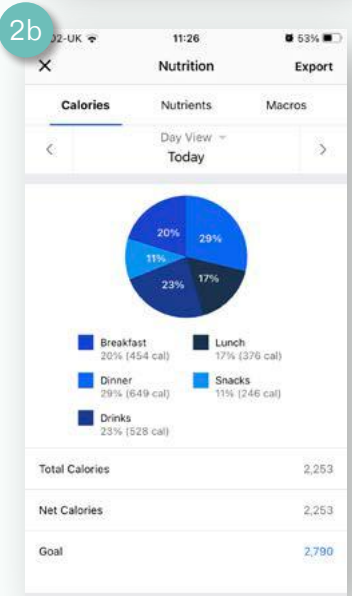 2b
O2-UK 11:26 53%
Nutrition Export
Calories Nutrients Macros
Day View
Today
20% 29%
11%
23% 17%
Breakfast Lunch
20% (454 cal) 17% (376 cal)
Dinner Snacks
29% (649 cal) 11% (246 cal)
Drinks
23% (528 cal)
Total Calories 2,253
Net Calories 2,253
Goal 2,790